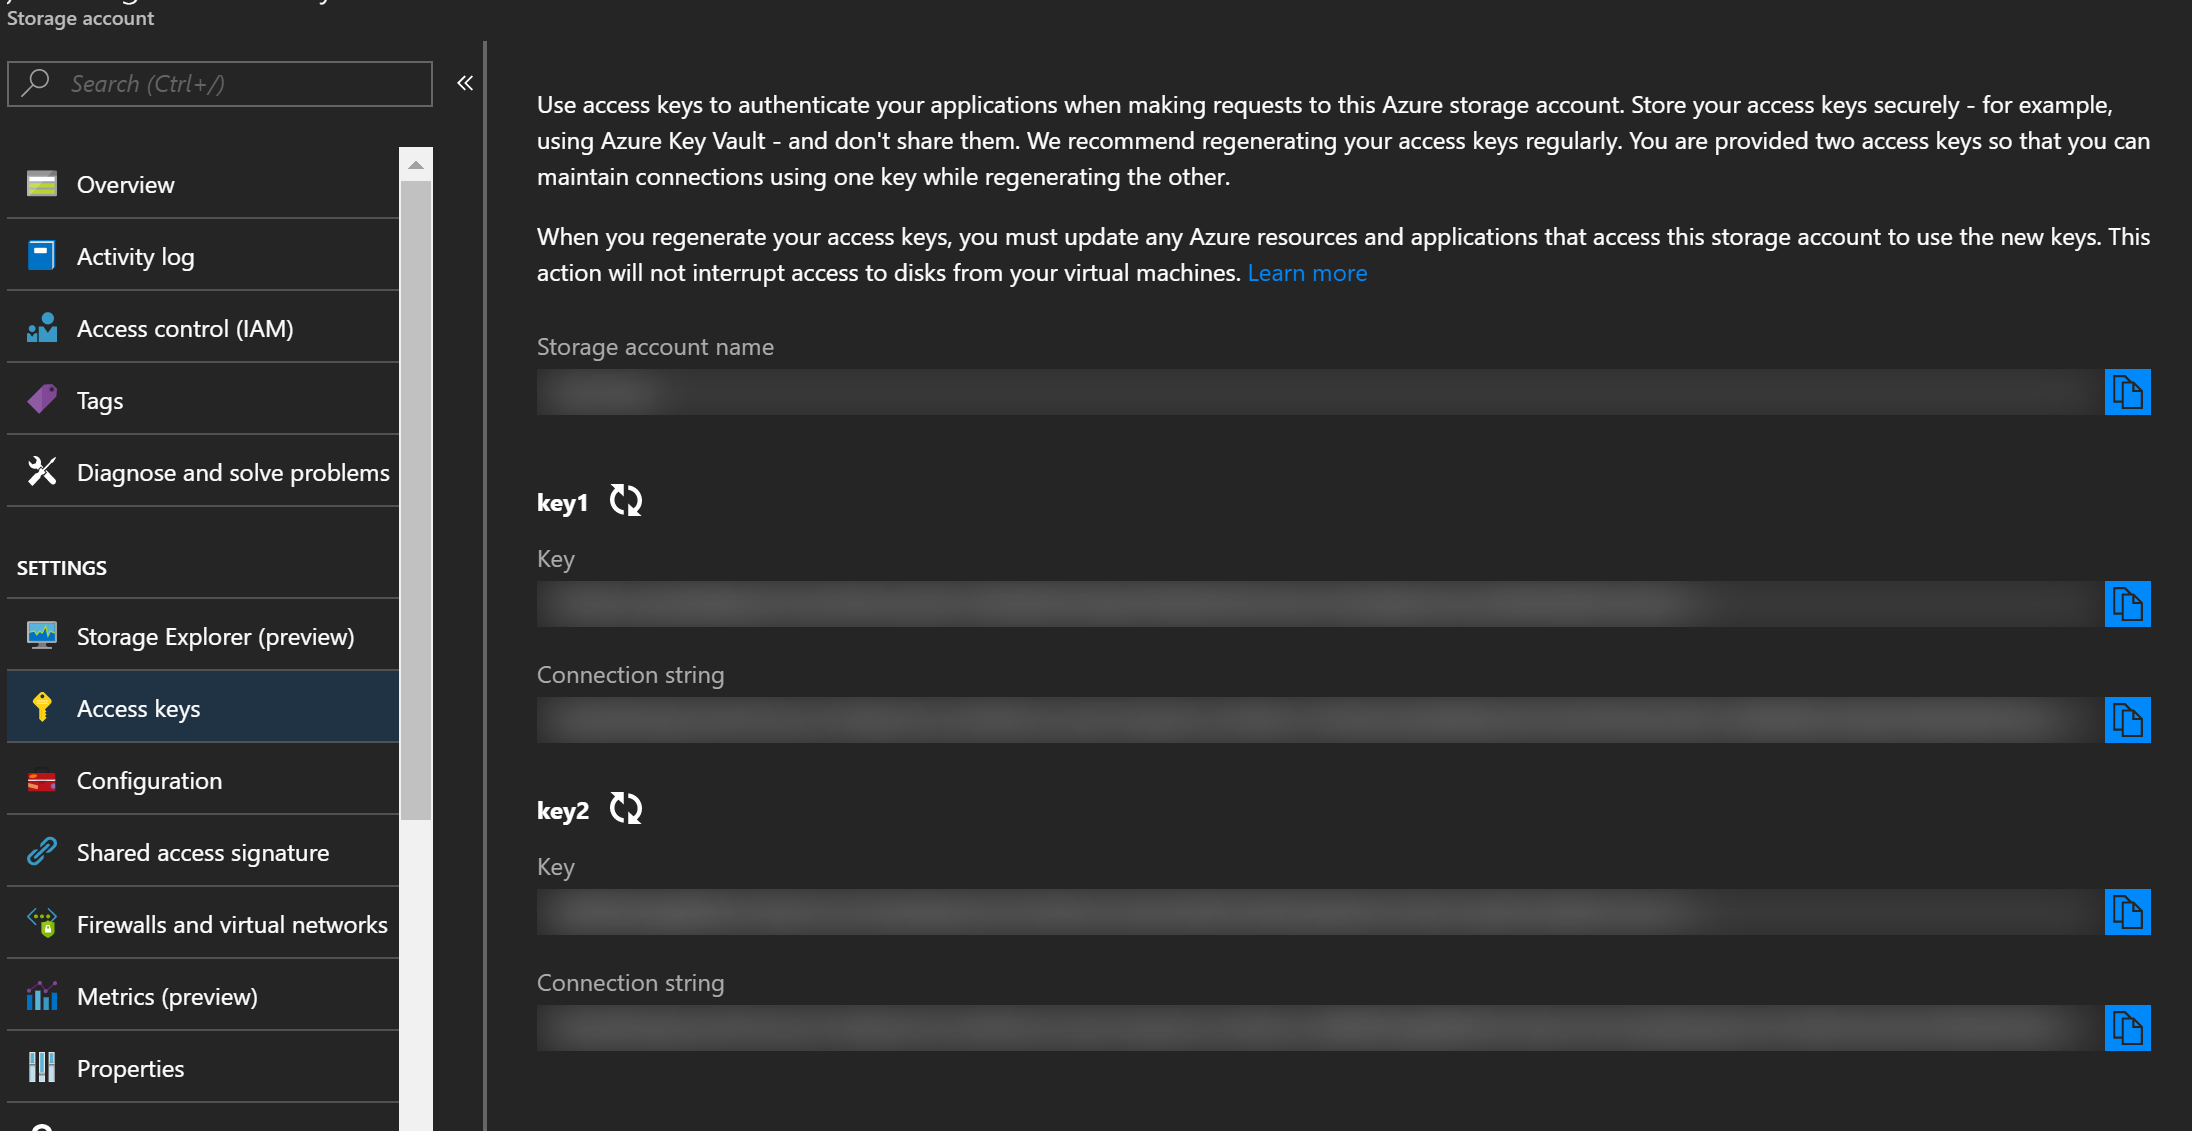 Storage account
Search (Ctrl+/)
«
Overview
Activity log
Access control (IAM)
Tags
Diagnose and solve problems
SETTINGS
Storage Explorer (preview)
Access keys
Configuration
Shared access signature
Firewalls and virtual networks
Metrics (preview)
Properties
Use access keys to authenticate your applications when making requests to this Azure storage account. Store your access keys securely - for example,
using Azure Key Vault - and don't share them. We recommend regenerating your access keys regularly. You are provided two access keys so that you can
maintain connections using one key while regenerating the other.
When you regenerate your access keys, you must update any Azure resources and applications that access this storage account to use the new keys. This
action will not interrupt access to disks from your virtual machines. Learn more
Storage account name
key1
Key
Connection string
key2
Key
Connection string